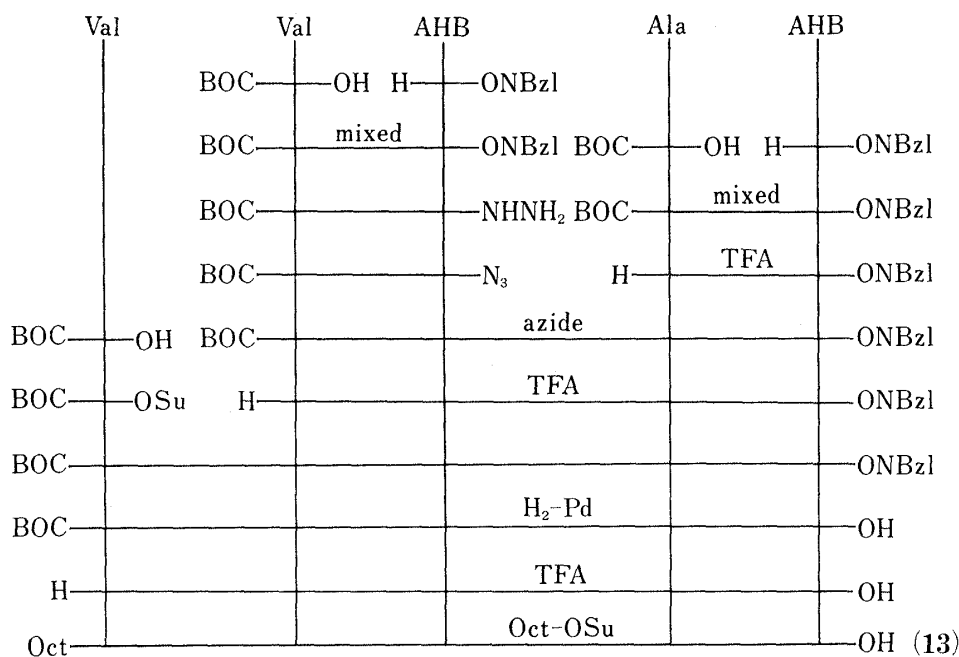 Val Val AHB Ala AHB
BOC OH H ONBzl
BOC mixed ONBzl BOC OH H ONBzl
BOC NHNH₂ BOC mixed ONBzl
BOC N₃ H TFA ONBzl
BOC OH BOC azide ONBzl
BOC OSu H TFA ONBzl
BOC ONBzl
BOC H₂-Pd OH
H TFA OH
Oct Oct-OSu OH (13)